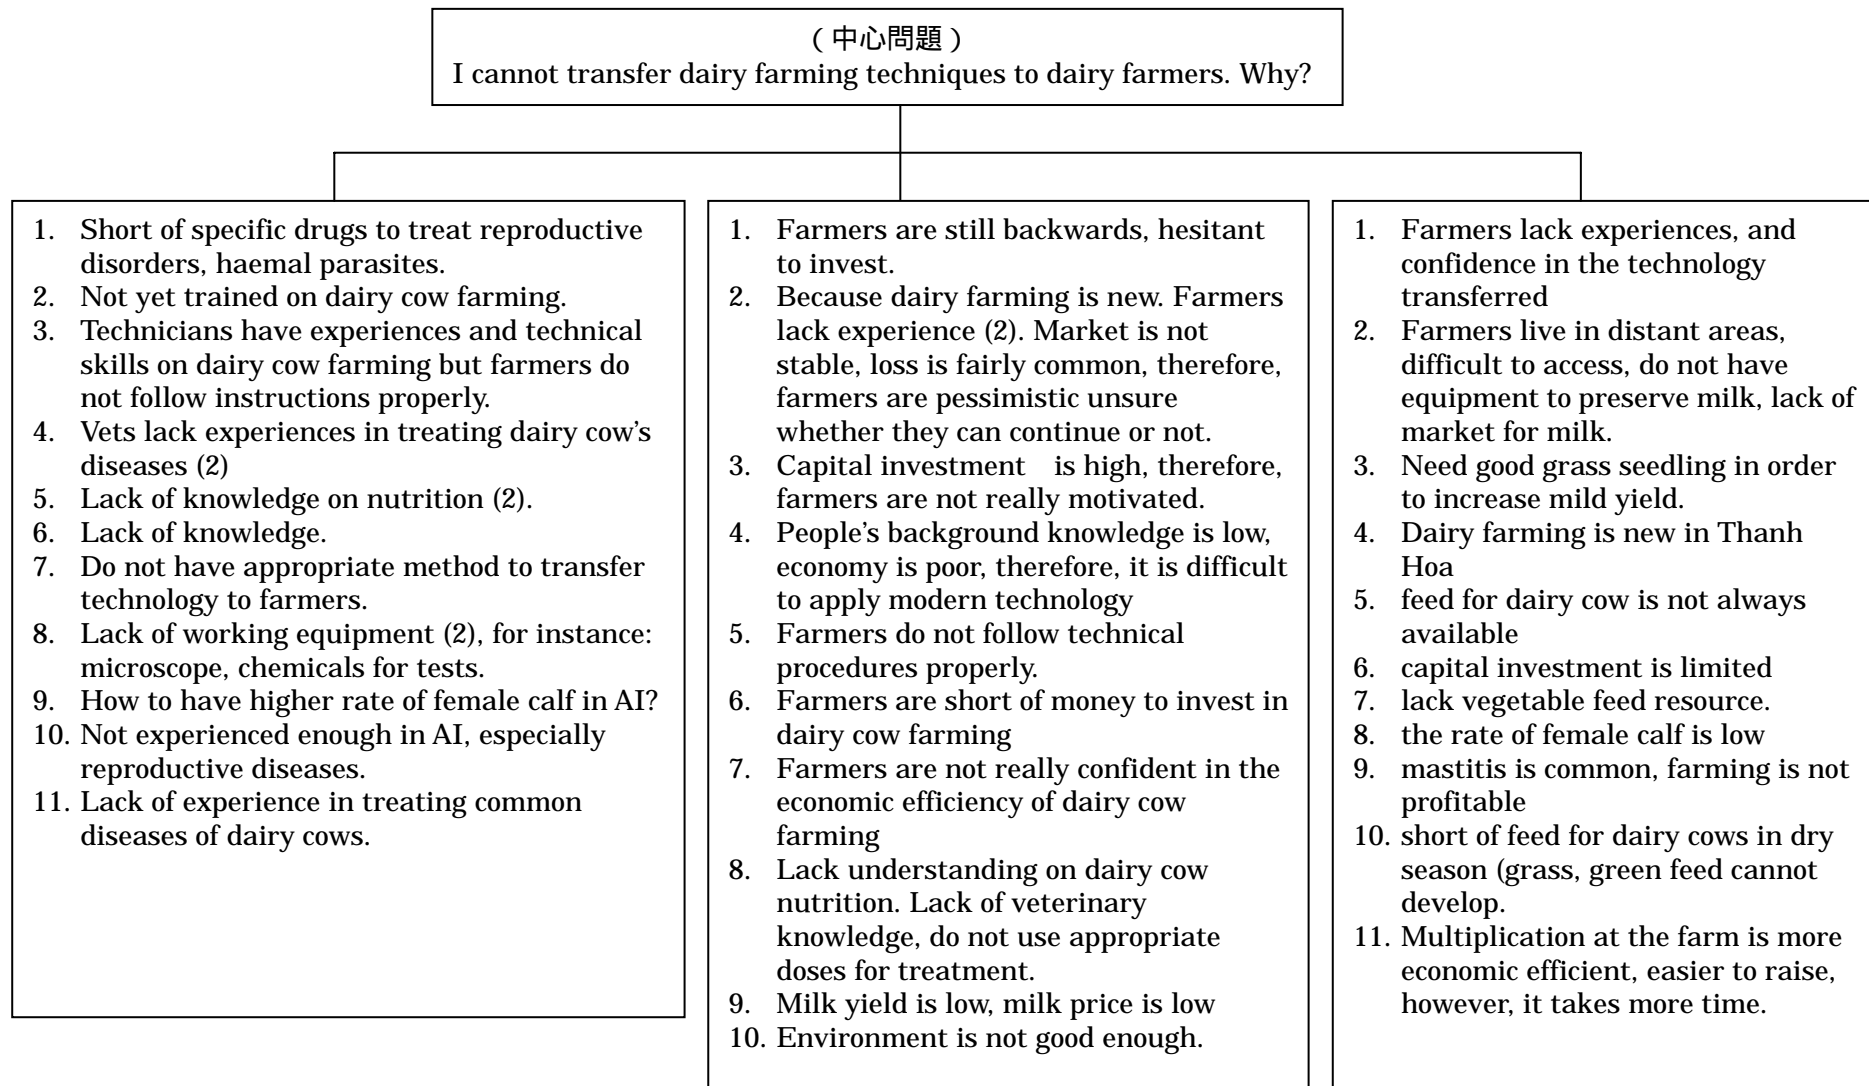 （中心問題）
I cannot transfer dairy farming techniques to dairy farmers. Why?
1. Short of specific drugs to treat reproductive
disorders, haemal parasites.
2. Not yet trained on dairy cow farming.
3. Technicians have experiences and technical
skills on dairy cow farming but farmers do
not follow instructions properly.
4. Vets lack experiences in treating dairy cow's
diseases (2)
5. Lack of knowledge on nutrition (2).
6. Lack of knowledge.
7. Do not have appropriate method to transfer
technology to farmers.
8. Lack of working equipment (2), for instance:
microscope, chemicals for tests.
9. How to have higher rate of female calf in AI?
10. Not experienced enough in AI, especially
reproductive diseases.
11. Lack of experience in treating common
diseases of dairy cows.
1. Farmers are still backwards, hesitant
to invest.
2. Because dairy farming is new. Farmers
lack experience (2). Market is not
stable, loss is fairly common, therefore,
farmers are pessimistic unsure
whether they can continue or not.
3. Capital investment is high, therefore,
farmers are not really motivated.
4. People's background knowledge is low,
economy is poor, therefore, it is difficult
to apply modern technology
5. Farmers do not follow technical
procedures properly.
6. Farmers are short of money to invest in
dairy cow farming
7. Farmers are not really confident in the
economic efficiency of dairy cow
farming
8. Lack understanding on dairy cow
nutrition. Lack of veterinary
knowledge, do not use appropriate
doses for treatment.
9. Milk yield is low, milk price is low
10. Environment is not good enough.
1. Farmers lack experiences, and
confidence in the technology
transferred
2. Farmers live in distant areas,
difficult to access, do not have
equipment to preserve milk, lack of
market for milk.
3. Need good grass seedling in order
to increase mild yield.
4. Dairy farming is new in Thanh
Hoa
5. feed for dairy cow is not always
available
6. capital investment is limited
7. lack vegetable feed resource.
8. the rate of female calf is low
9. mastitis is common, farming is not
profitable
10. short of feed for dairy cows in dry
season (grass, green feed cannot
develop.
11. Multiplication at the farm is more
economic efficient, easier to raise,
however, it takes more time.